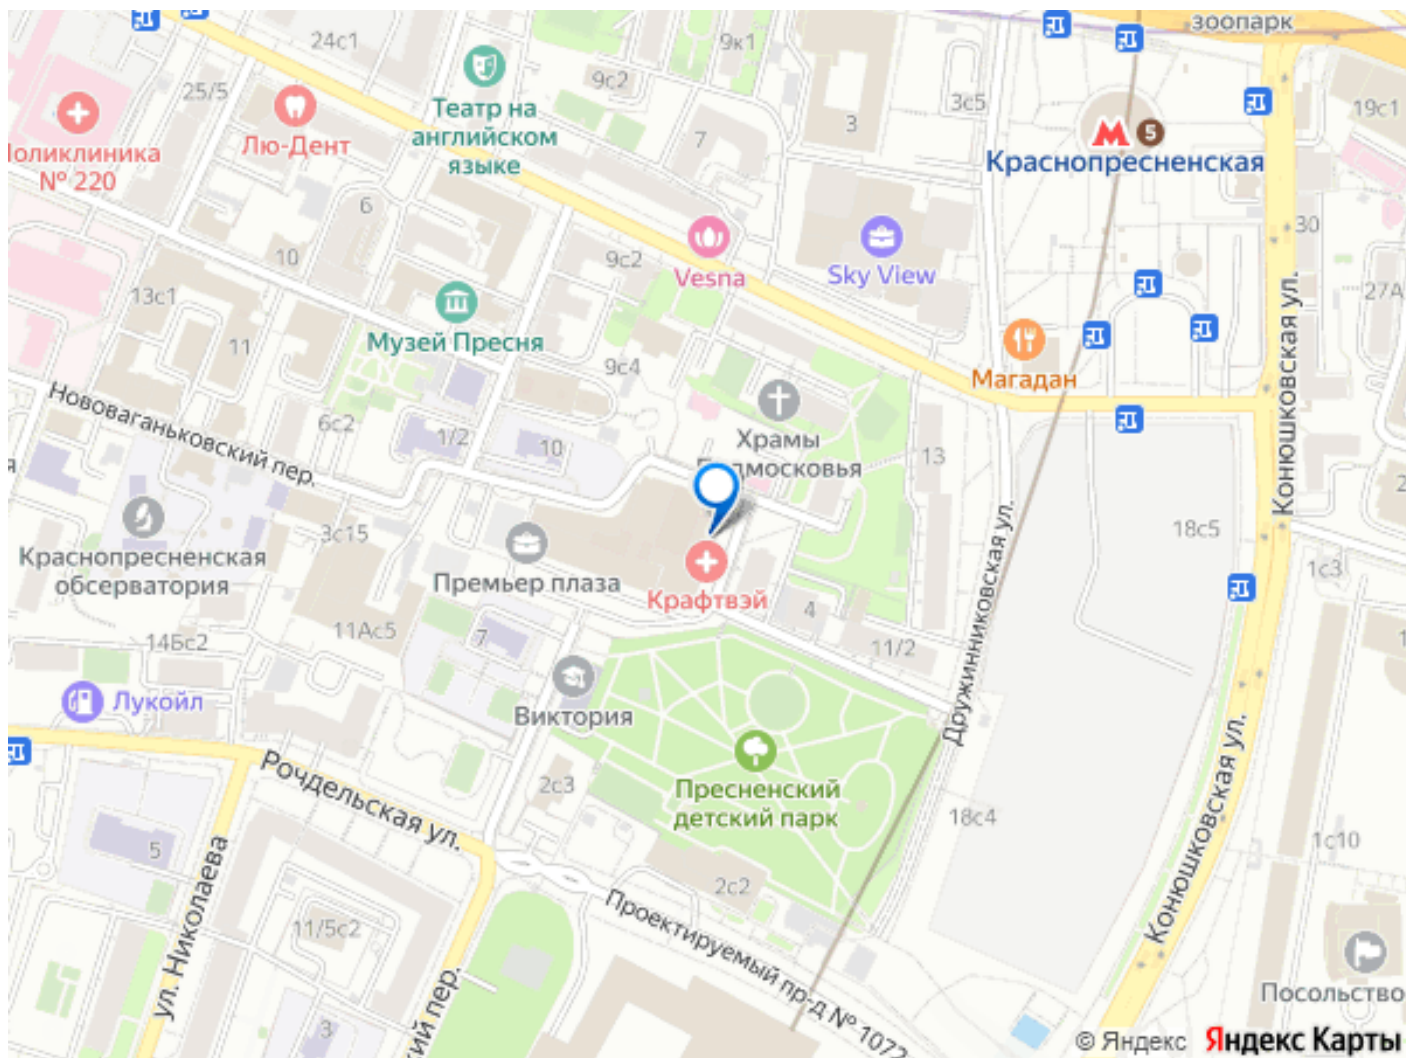 зоопарк
24с1
9к1
9с2
25/5
3с5
19с1
Театр на
английском
языке
3
7
5
Лю-Дент
Краснопресненская
Поликлиника
№ 220
6
30
10
9с2
Vesna
Sky View
13с1
27А
Музей Пресня
11
9с4
Магадан
Конюшковская ул.
Нововаганьковский пер.
6с2
1/2
10
Храмы
Подмосковья
13
3с15
18с5
Краснопресненская
обсерватория
Премьер плаза
Крафтвэй
1с3
4
Дружинниковская ул.
11Ас5
7
14Бс2
11/2
Лукойл
Виктория
Рочдельская ул.
2с3
Пресненский
детский парк
18с4
Конюшковская ул.
5
1с10
2с2
ул. Николаева
11/5с2
Проектируемый пр-д № 1072
кий пер.
Посольство
3
© Яндекс Яндекс Карты